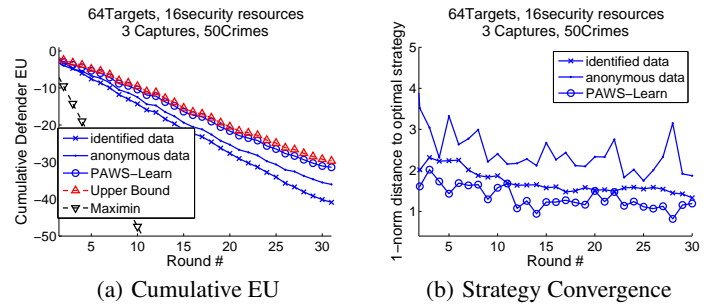 64Targets, 16security resources
3 Captures, 50Crimes
Cumulative Defender EU
0
−10
−20
−30
−40
−50
identified data
anonymous data
PAWS−Learn
Upper Bound
Maximin
5
10
15
20
25
30
Round #
(a) Cumulative EU
64Targets, 16security resources
3 Captures, 50Crimes
1−norm distance to optimal strategy
5
4
3
2
1
identified data
anonymous data
PAWS−Learn
5
10
15
20
25
30
Round #
(b) Strategy Convergence